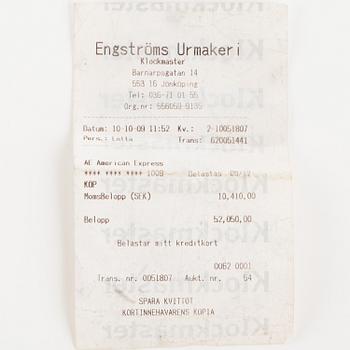 Engströms Urmakeri
Klockmaster
Barnarpsgatan 14
553 16 Jönköping
Tel: 036-71 01 55
Org.nr: 556059-9135
Datum: 10-10-09 11:52 Kv.: 2-10051807
Pers.: Lotta Trans: 620051441
AE American Express
**** **** **** 1009 Belastas 09/12
KÖP
MomsBelopp (SEK) 10,410.00
Belopp 52,050.00
Belastar mitt kreditkort
0062 0001
Trans. nr. 0051807 Aukt. nr. 64
SPARA KVITTOT
KORTINNEHAVARENS KOPIA